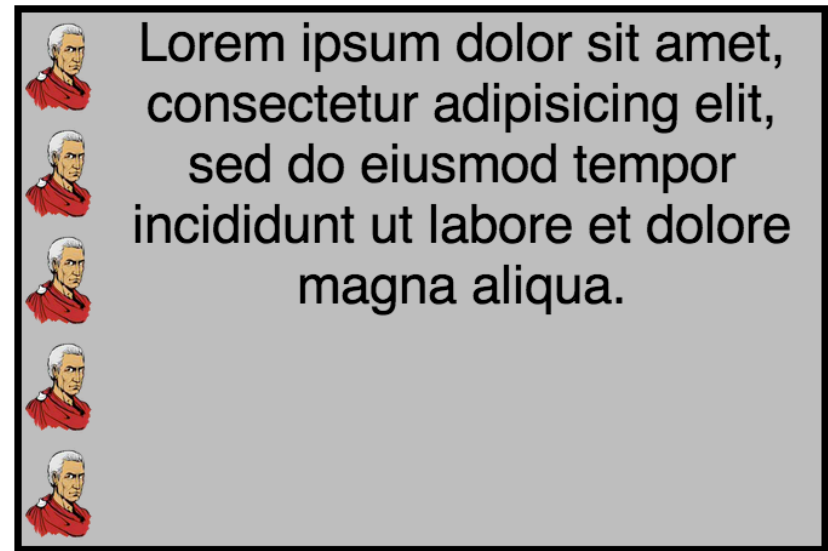 Lorem ipsum dolor sit amet,
consectetur adipisicing elit,
sed do eiusmod tempor
incididunt ut labore et dolore
magna aliqua.